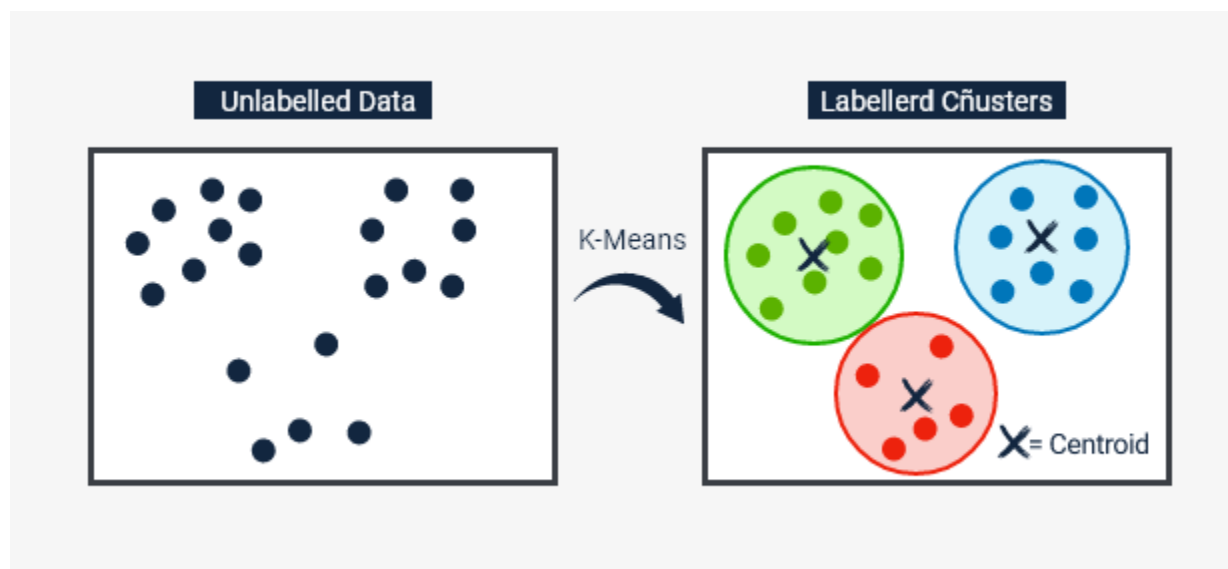 Unlabelled Data
Labellerd Cñusters
K-Means
= Centroid